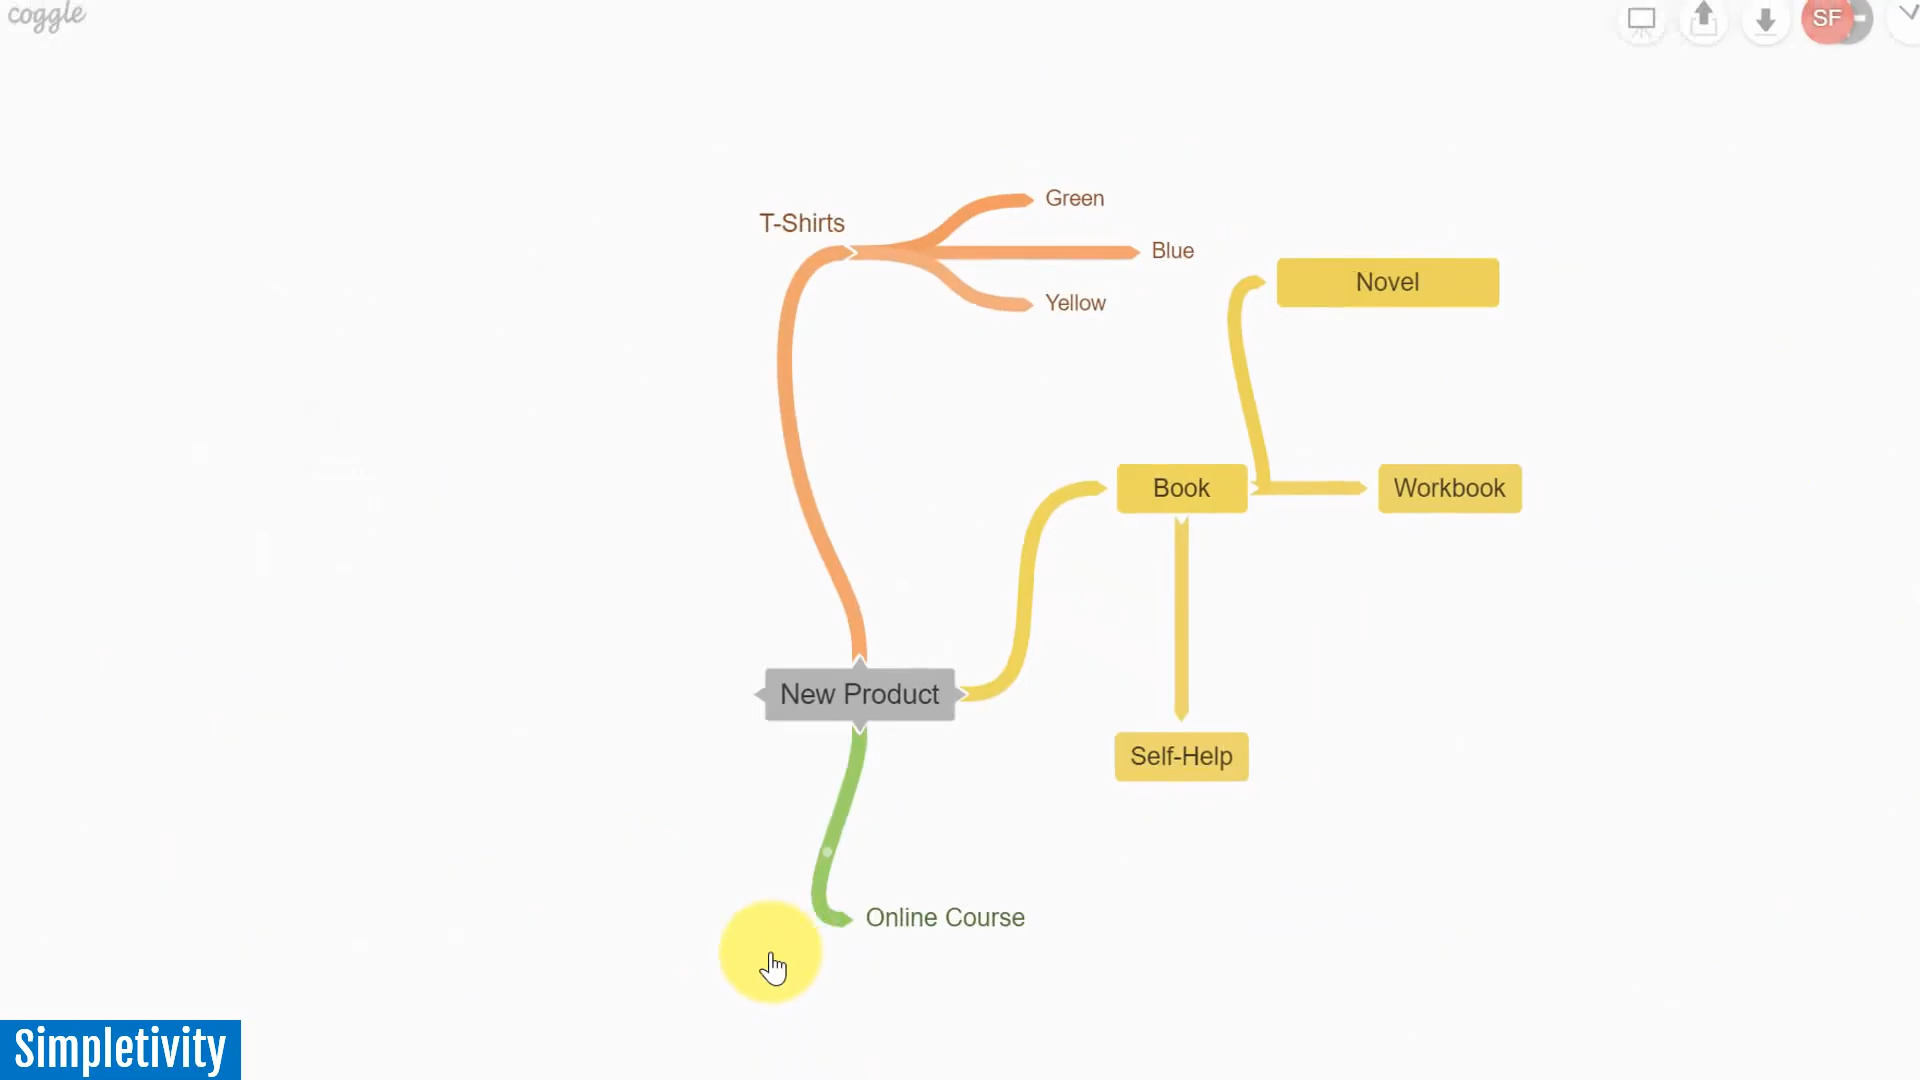 coggle
SF
T-Shirts
Green
Blue
Yellow
Novel
Book
Workbook
New Product
Self-Help
Online Course
Simpletivity